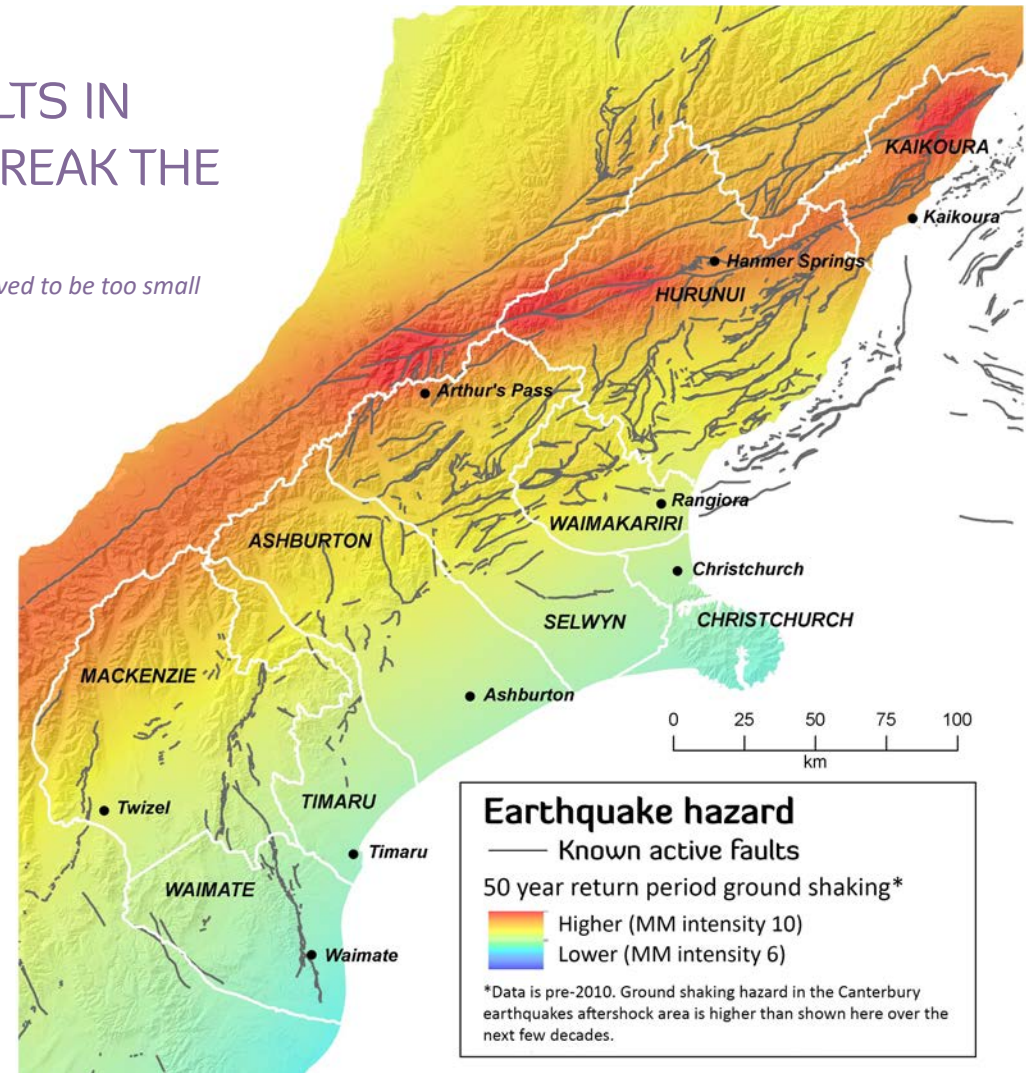 LTS IN
REAK THE
ved to be too small
KAIKOURA
Kaikoura
Hanmer Springs
HURUNUI
Arthur's Pass
Rangiora
WAIMAKARIRI
ASHBURTON
Christchurch
SELWYN
CHRISTCHURCH
MACKENZIE
Ashburton
0 25 50 75 100
km
TIMARU
Twizel
Timaru
WAIMATE
Waimate
Earthquake hazard
Known active faults
50 year return period ground shaking*
Higher (MM intensity 10)
Lower (MM intensity 6)
*Data is pre-2010. Ground shaking hazard in the Canterbury
earthquakes aftershock area is higher than shown here over the
next few decades.